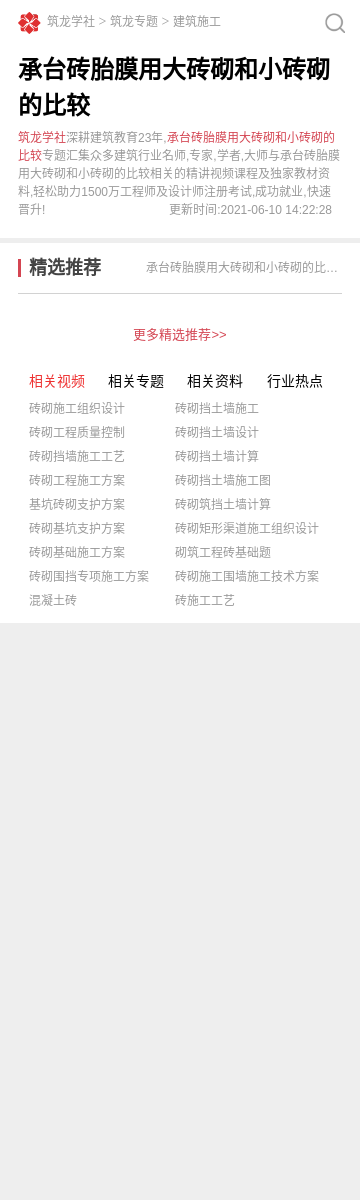 筑龙学社 > 筑龙专题 > 建筑施工
承台砖胎膜用大砖砌和小砖砌
的比较
筑龙学社深耕建筑教育23年,承台砖胎膜用大砖砌和小砖砌的
比较专题汇集众多建筑行业名师,专家,学者,大师与承台砖胎膜
用大砖砌和小砖砌的比较相关的精讲视频课程及独家教材资
料,轻松助力1500万工程师及设计师注册考试,成功就业,快速
晋升! 更新时间:2021-06-10 14:22:28
精选推荐 承台砖胎膜用大砖砌和小砖砌的比...
更多精选推荐>>
相关视频 相关专题 相关资料 行业热点
砖砌施工组织设计 砖砌挡土墙施工
砖砌工程质量控制 砖砌挡土墙设计
砖砌挡墙施工工艺 砖砌挡土墙计算
砖砌工程施工方案 砖砌挡土墙施工图
基坑砖砌支护方案 砖砌筑挡土墙计算
砖砌基坑支护方案 砖砌矩形渠道施工组织设计
砖砌基础施工方案 砌筑工程砖基础题
砖砌围挡专项施工方案 砖砌施工围墙施工技术方案
混凝土砖 砖施工工艺